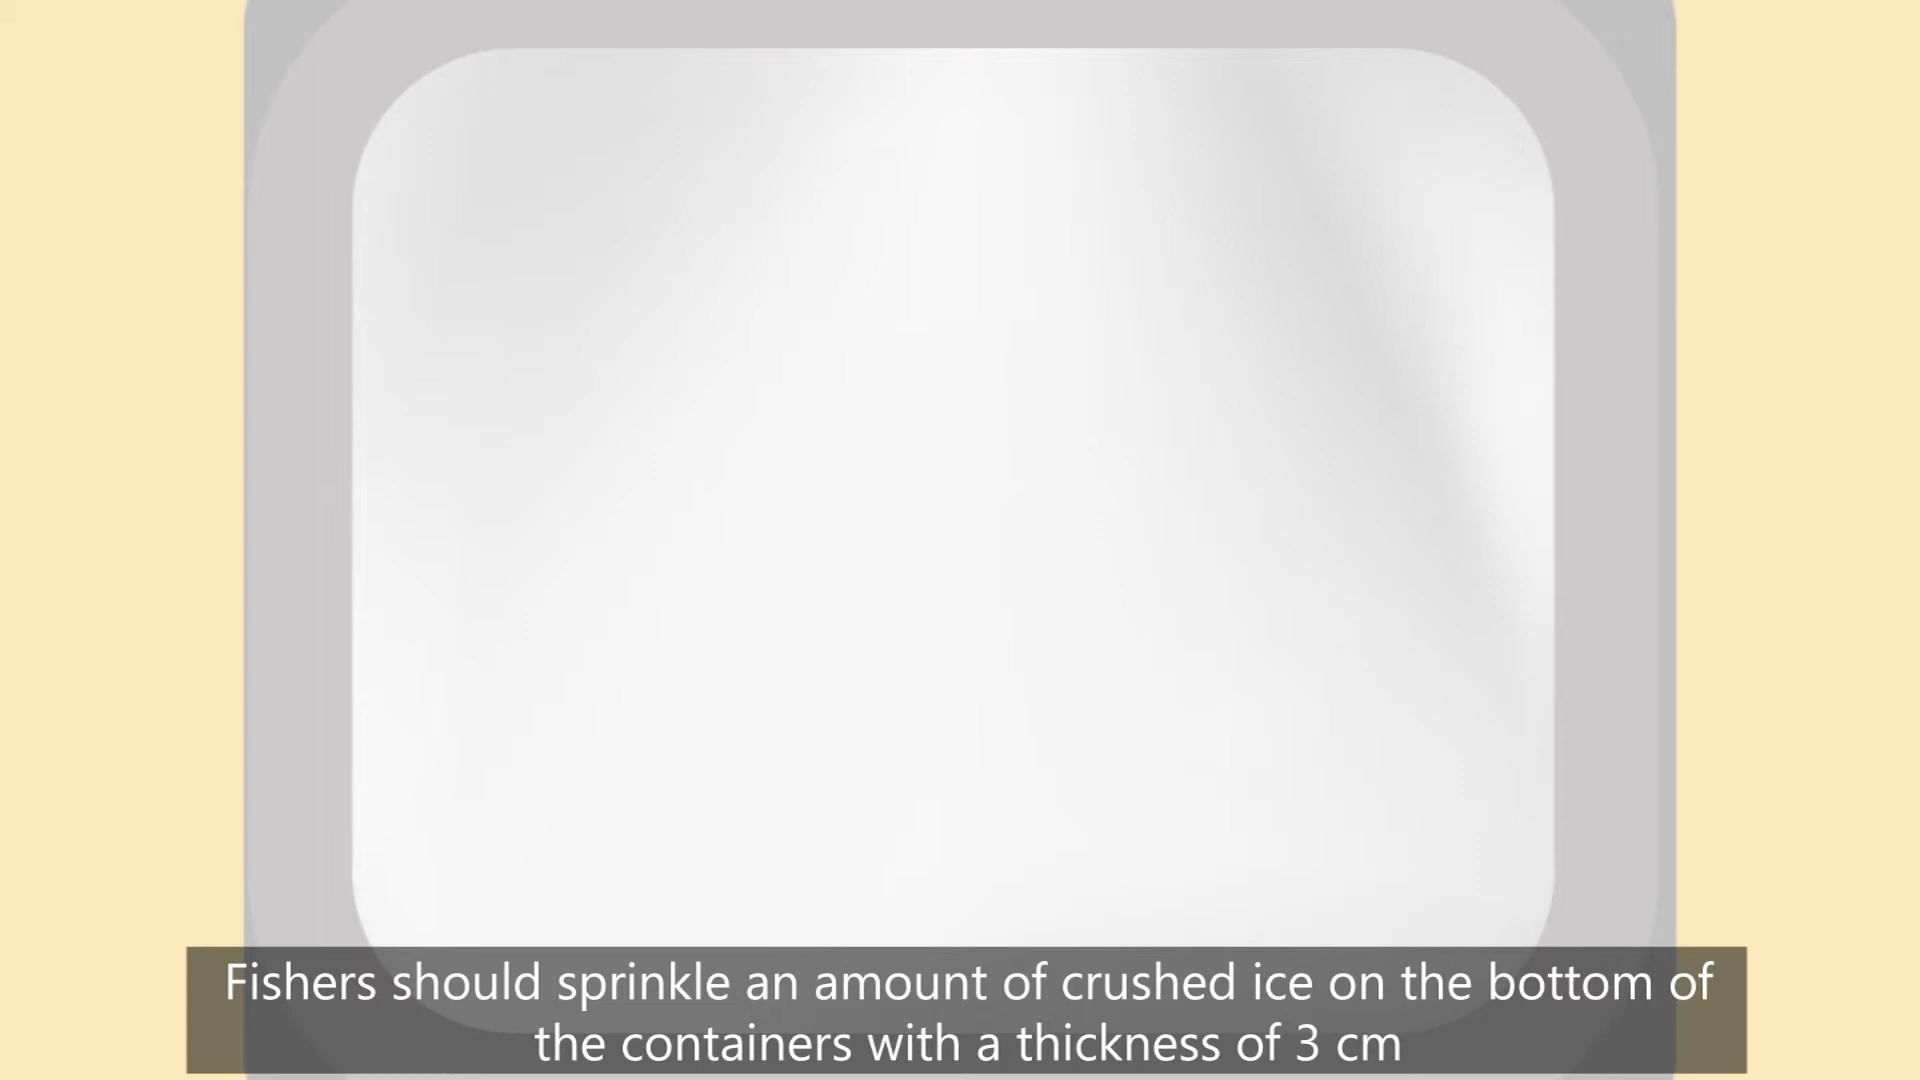 Fishers should sprinkle an amount of crushed ice on the bottom of
the containers with a thickness of 3 cm